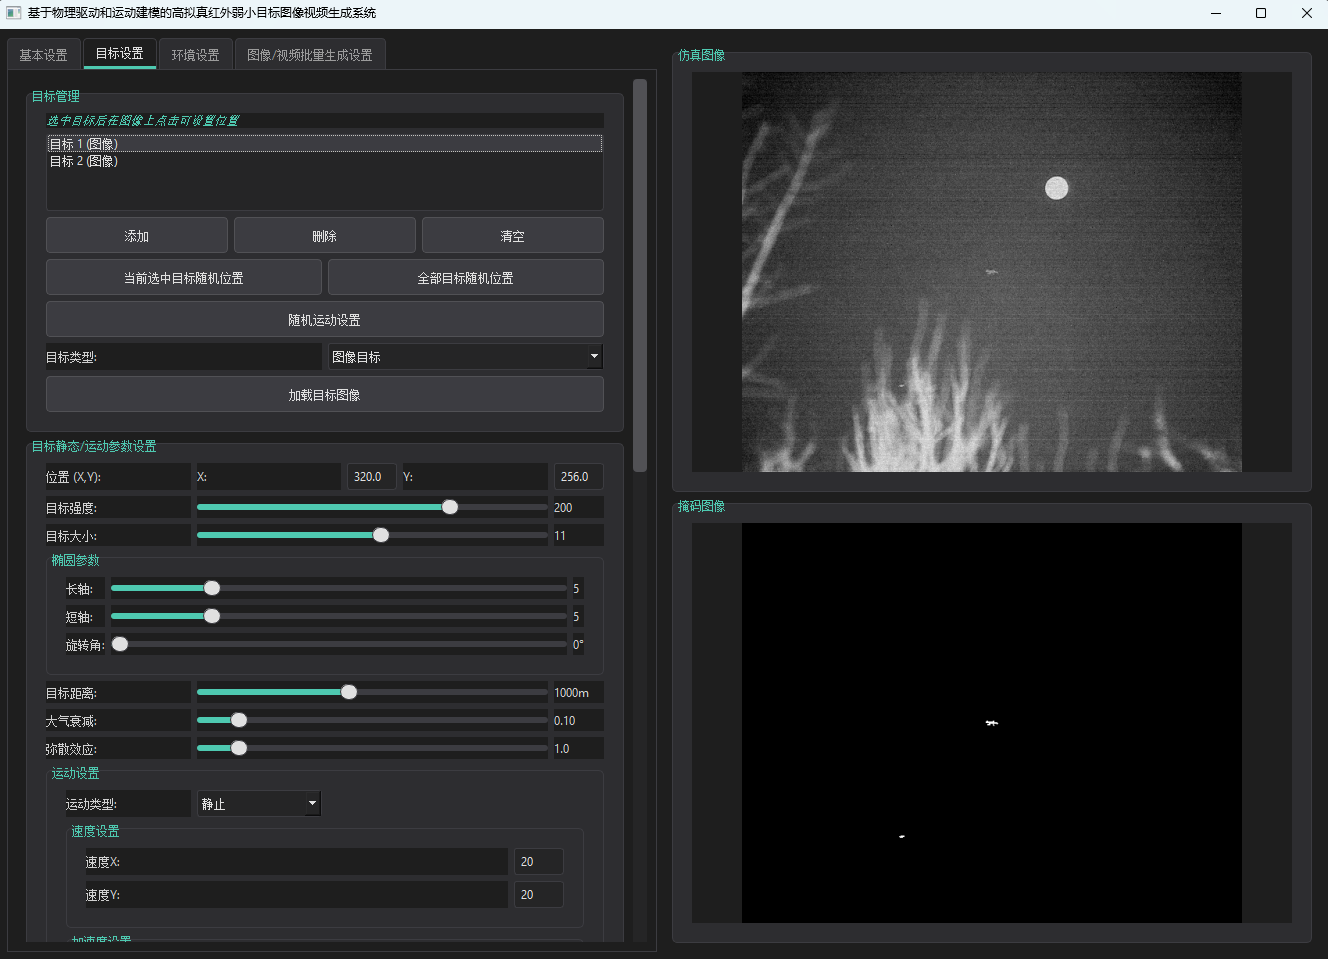 基于物理驱动和运动建模的高拟真红外弱小目标图像视频生成系统
基本设置
目标设置
环境设置
图像/视频批量生成设置
目标管理
选中目标后在图像上点击可设置位置
目标 1 (图像)
目标 2 (图像)
添加
删除
清空
当前选中目标随机位置
全部目标随机位置
随机运动设置
目标类型:
图像目标
加载目标图像
目标静态/运动参数设置
位置 (X,Y):
X:
320.0
Y:
256.0
目标强度:
200
目标大小:
11
椭圆参数
长轴:
5
短轴:
5
旋转角:
0°
目标距离:
1000m
大气衰减:
0.10
弥散效应:
1.0
运动设置
运动类型:
静止
速度设置
速度X:
20
速度Y:
20
加速度设置
仿真图像
掩码图像